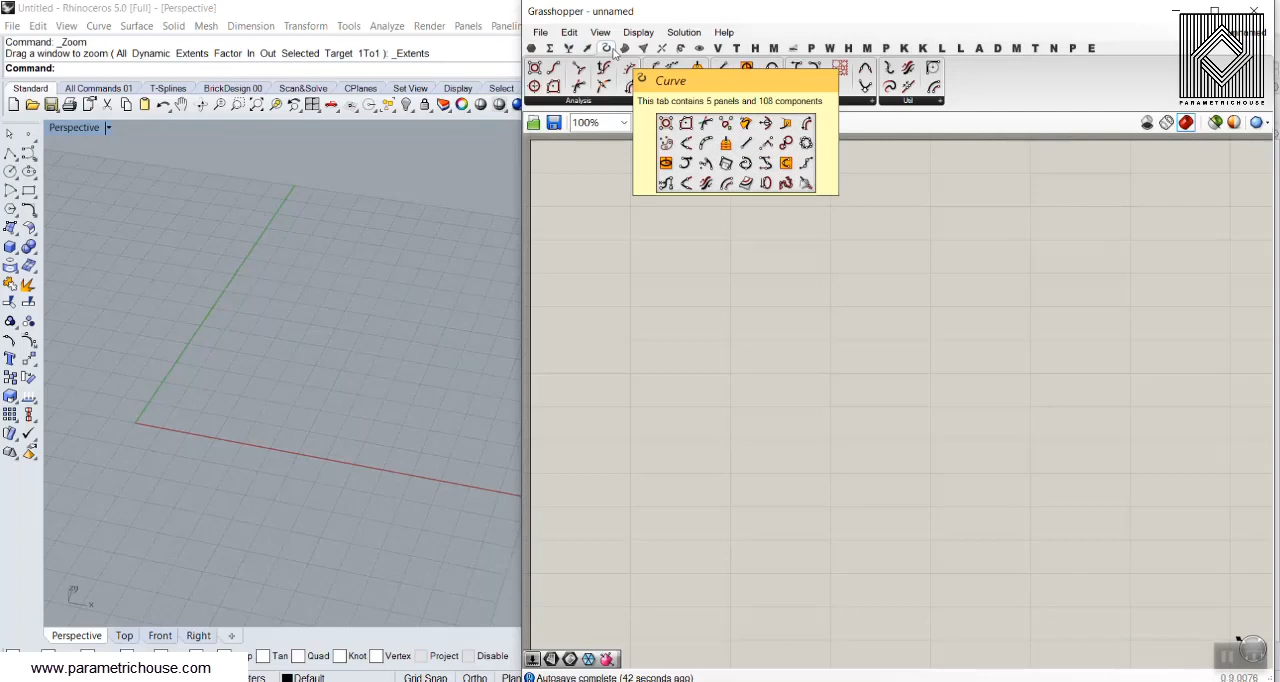 Untitled - Rhinoceros 5.0 [Full] - [Perspective]
File Edit View Curve Surface Solid Mesh Dimension Transform Tools Analyze Render Panels
Command: _Zoom
Drag a window to zoom ( All Dynamic Extents Factor In Out Selected Target 1To1 ): _Extents
Command:
Standard All Commands 01 T-Splines BrickDesign 00 Scan&Solve CPlanes Set View Display Select
Perspective
zy
x
Perspective Top Front Right
Tan Quad Knot Vertex Project Disable
Default Grid Snap Ortho
www.parametrichouse.com
Grasshopper - unnamed
File Edit View Display Solution Help
V T H M P W H M P K K L L A D M T N P E
Curve
This tab contains 5 panels and 108 components
Analysis
Util
100%
PARAMETRICHOUSE
Autosave complete (42 seconds ago)
0.9.0076